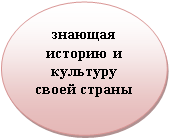 знающая
историю и
культуру
своей страны